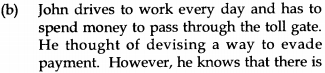 (b) John drives to work every day and has to
spend money to pass through the toll gate.
He thought of devising a way to evade
payment. However, he knows that there is